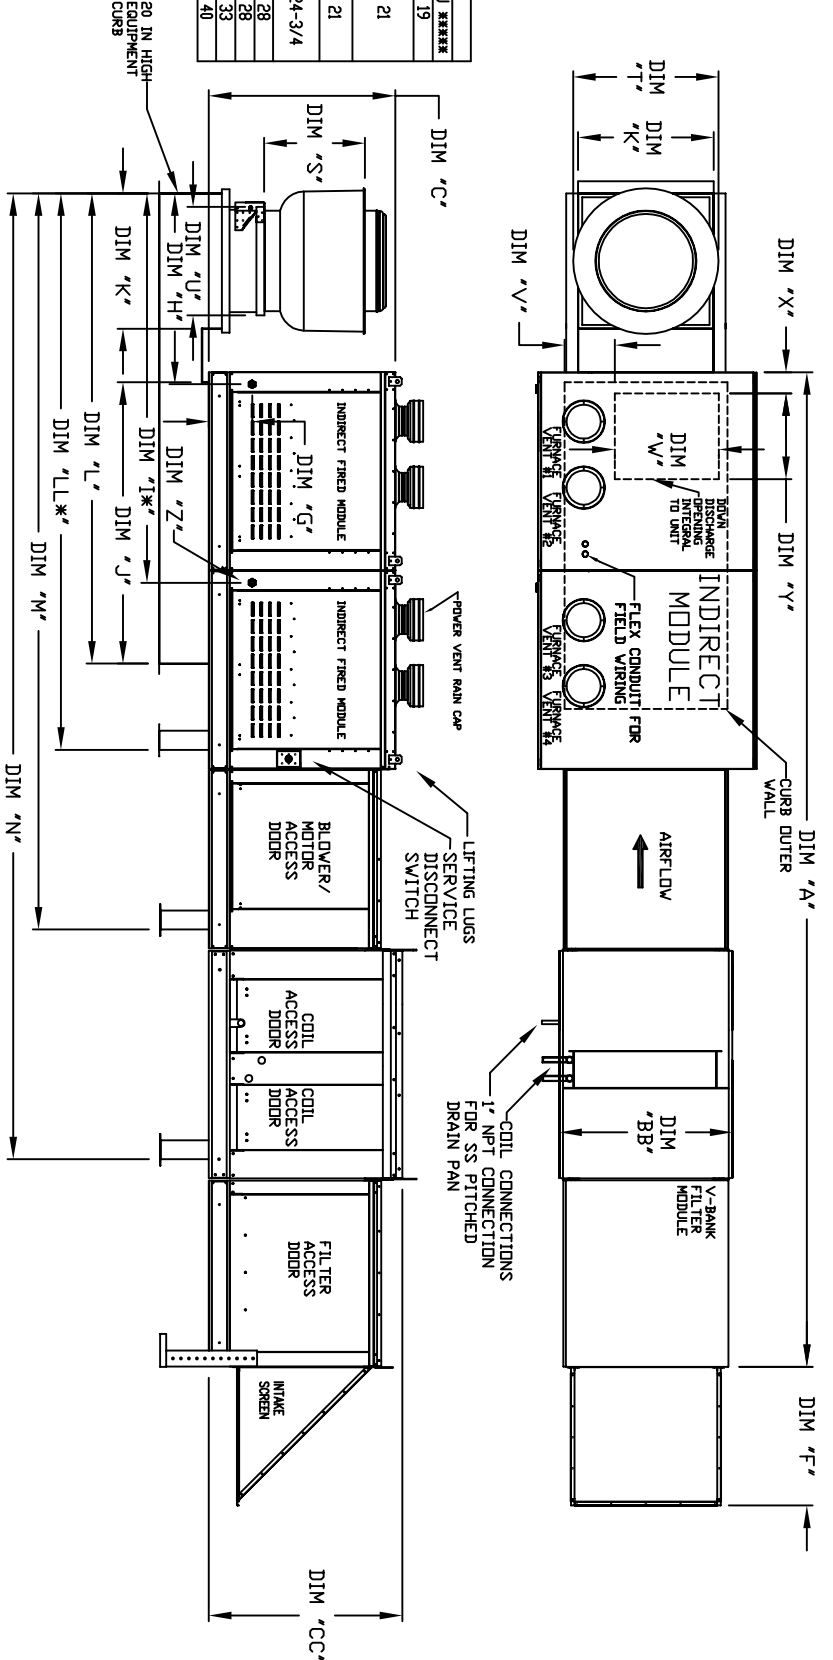 J *****
19
21
21
24-3/4
28
28
33
40
20 IN HIGH
EQUIPMENT
CURB
DIM "T"
DIM
"K"
DIM "X"
DIM "V"
DIM
"W"
DOWN
DISCHARGE
OPENING
INTEGRAL
TO UNIT
DIM "Y"
FURNACE
VENT #1
FURNACE
VENT #2
FURNACE
VENT #3
FURNACE
VENT #4
INDIRECT
MODULE
FLEX CONDUIT FOR
FIELD WIRING
CURB OUTER
WALL
DIM "A"
AIRFLOW
DIM
"BB"
COIL CONNECTIONS
1" NPT CONNECTION
FOR SS PITCHED
DRAIN PAN
V-BANK
FILTER
MODULE
DIM "F"
DIM "C"
DIM "S"
DIM "U"
DIM "H"
DIM "K"
DIM "G"
DIM "Z"
INDIRECT FIRED MODULE
INDIRECT FIRED MODULE
POWER VENT RAIN CAP
LIFTING LUGS
SERVICE
DISCONNECT
SWITCH
BLOWER/
MOTOR
ACCESS
DOOR
COIL
ACCESS
DOOR
COIL
ACCESS
DOOR
FILTER
ACCESS
DOOR
INTAKE
SCREEN
DIM "CC"
DIM "I*"
DIM "J"
DIM "L"
DIM "LL*"
DIM "M"
DIM "N"